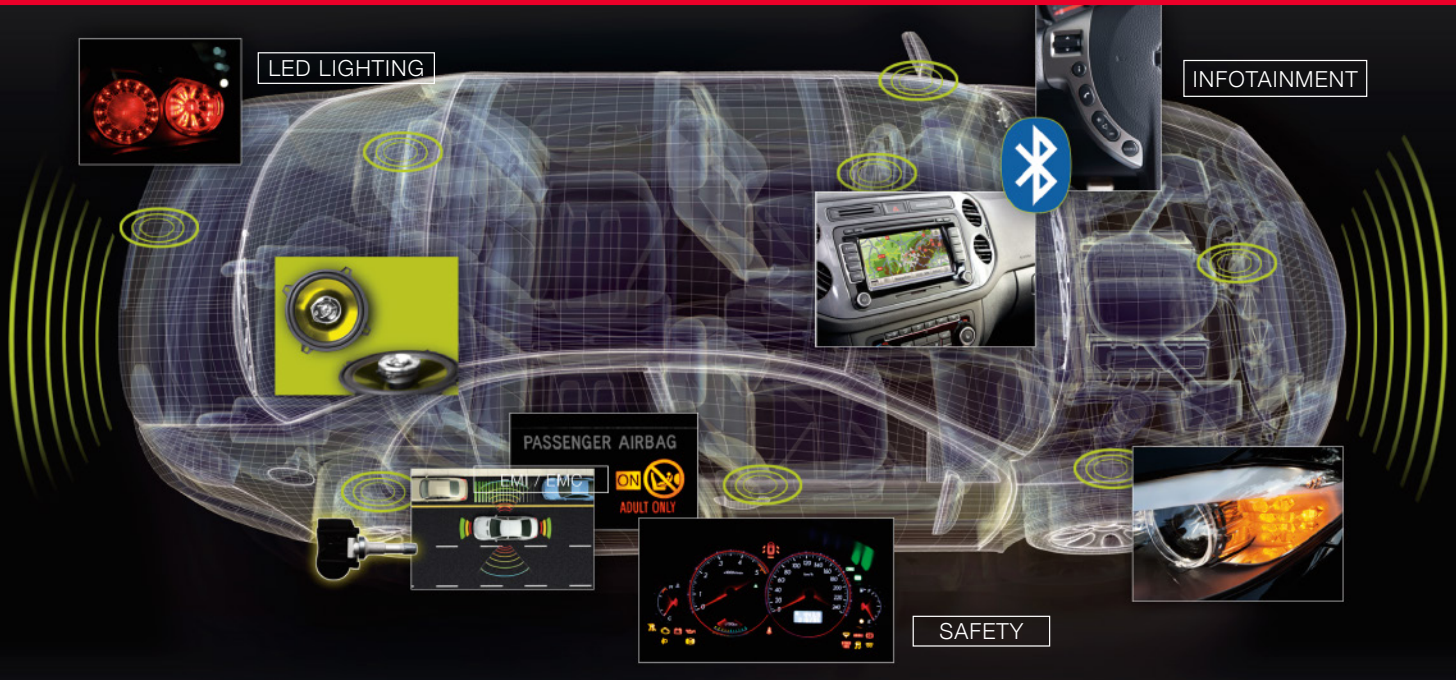 LED LIGHTING
INFOTAINMENT
PASSENGER AIRBAG
EMI / EMC
ON
ADULT ONLY
SAFETY